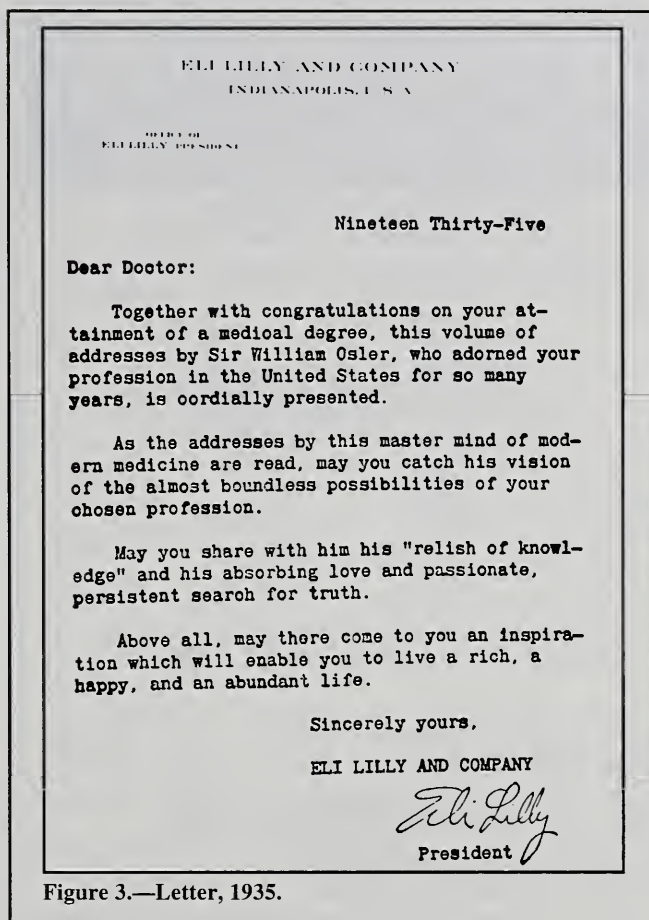 ELI LILLY AND COMPANY
INDIANAPOLIS, U S A
OFFICE OF
ELI LILLY PRESIDENT
Nineteen Thirty-Five
Dear Doctor:
Together with congratulations on your at-
tainment of a medical degree, this volume of
addresses by Sir William Osler, who adorned your
profession in the United States for so many
years, is cordially presented.
As the addresses by this master mind of mod-
ern medicine are read, may you catch his vision
of the almost boundless possibilities of your
chosen profession.
May you share with him his "relish of knowl-
edge" and his absorbing love and passionate,
persistent search for truth.
Above all, may there come to you an inspira-
tion which will enable you to live a rich, a
happy, and an abundant life.
Sincerely yours,
ELI LILLY AND COMPANY
Eli Lilly
President
Figure 3.—Letter, 1935.